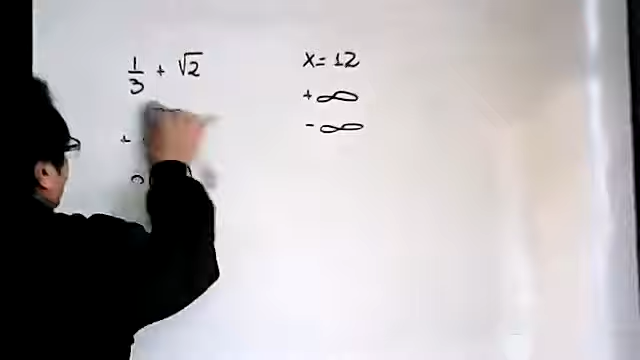 1/3 + √2
x = 12
+∞
-∞